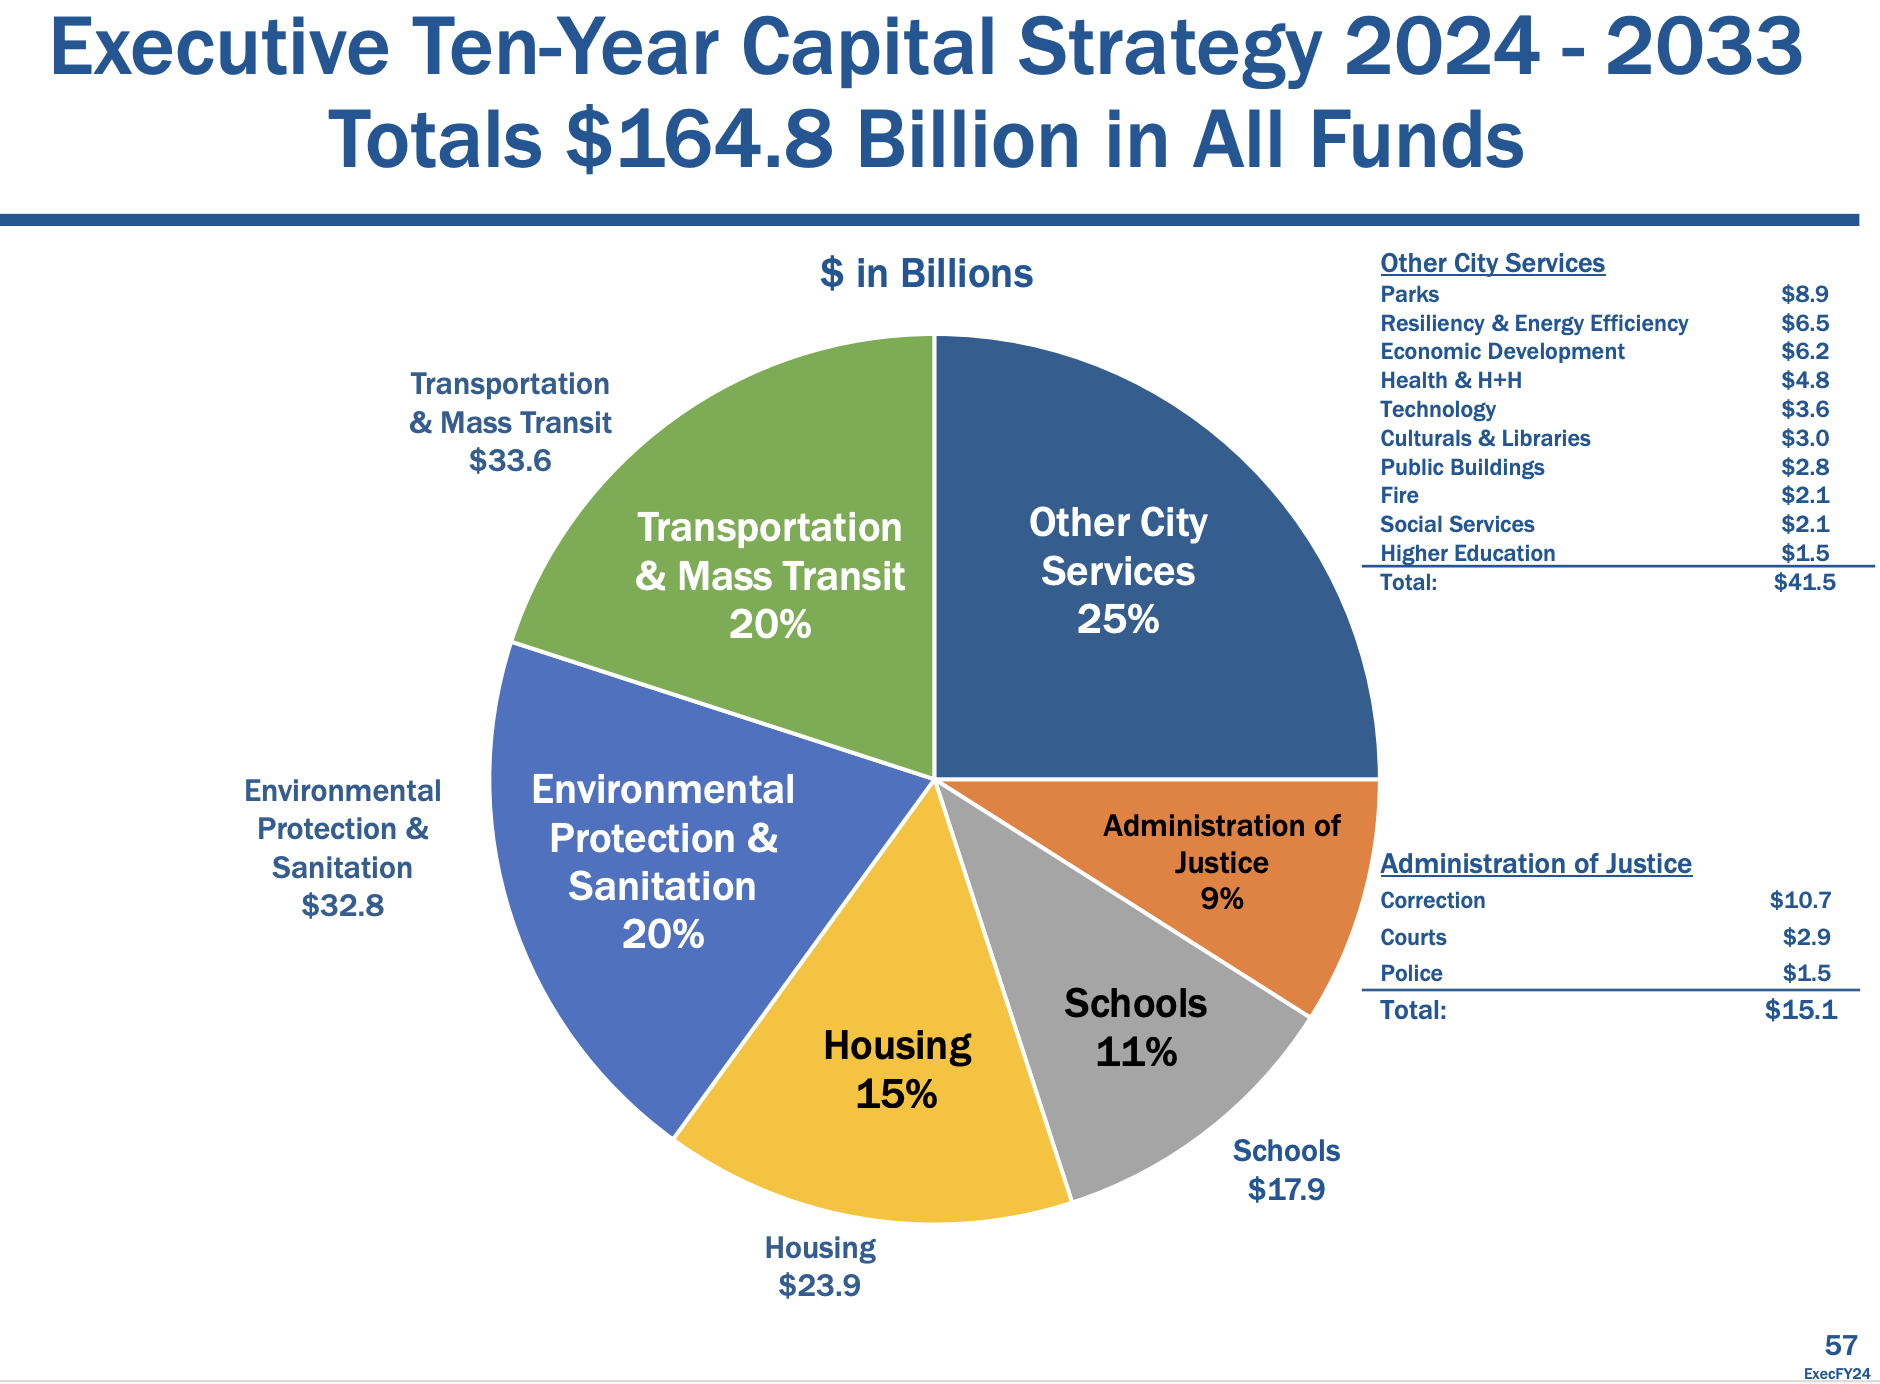 Executive Ten-Year Capital Strategy 2024 - 2033
Totals $164.8 Billion in All Funds
$ in Billions
Transportation
& Mass Transit
$33.6
Transportation
& Mass Transit
20%
Other City
Services
25%
Other City Services
Parks $8.9
Resiliency & Energy Efficiency $6.5
Economic Development $6.2
Health & H+H $4.8
Technology $3.6
Culturals & Libraries $3.0
Public Buildings $2.8
Fire $2.1
Social Services $2.1
Higher Education $1.5
Total: $41.5
Environmental
Protection &
Sanitation
$32.8
Environmental
Protection &
Sanitation
20%
Administration of
Justice
9%
Administration of Justice
Correction $10.7
Courts $2.9
Police $1.5
Total: $15.1
Housing
15%
Schools
11%
Schools
$17.9
Housing
$23.9
57
ExecFY24